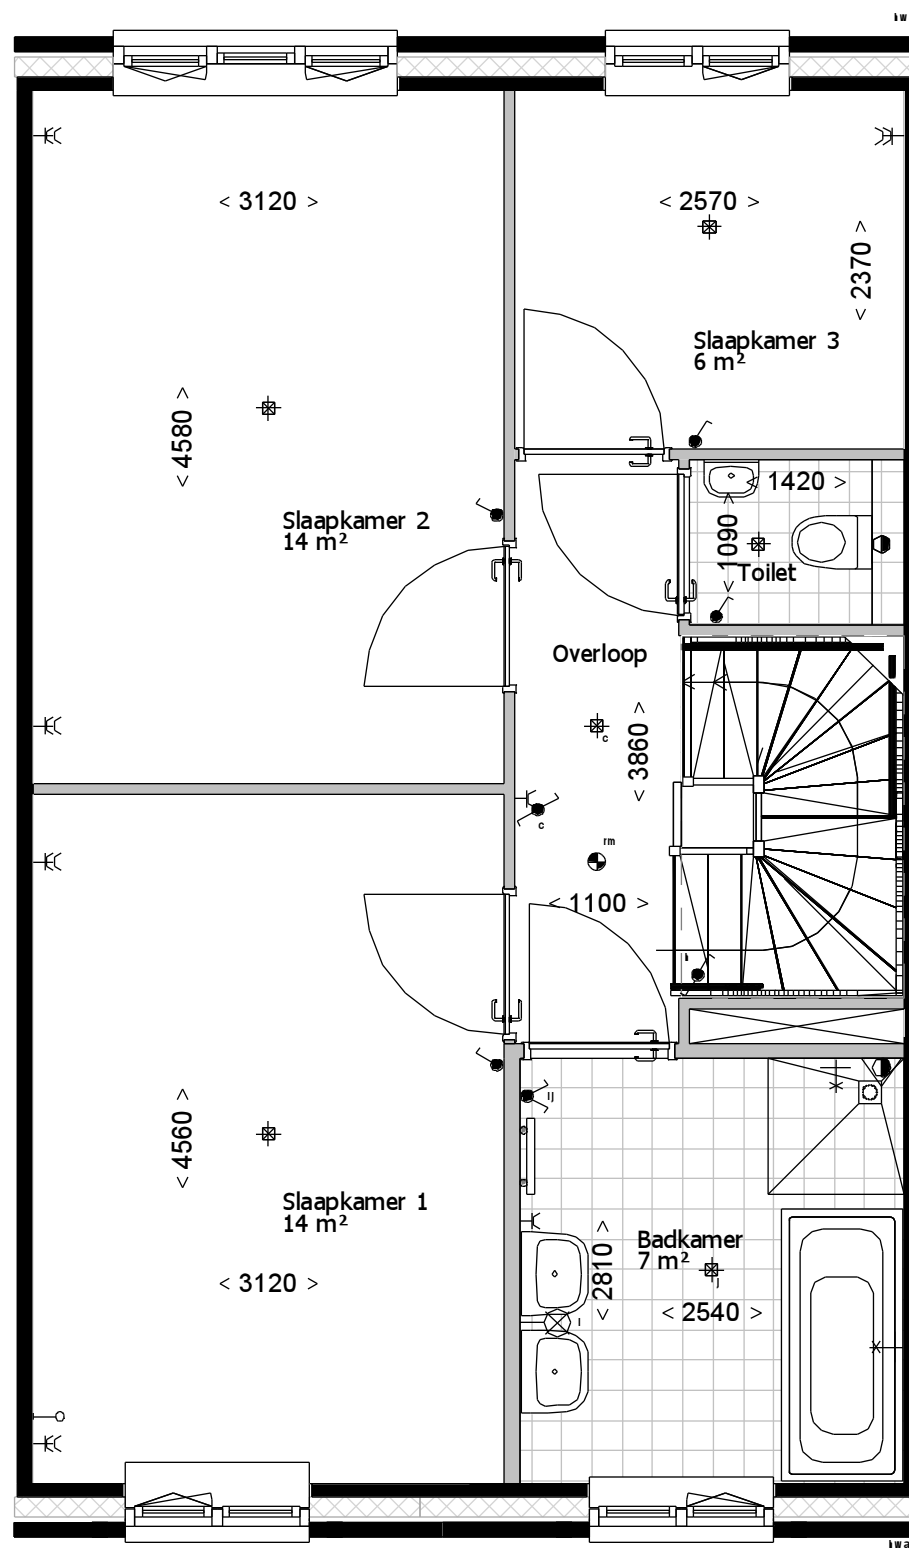 < 3120 >
< 2570 >
< 2370 >
Slaapkamer 3
6 m²
< 4580 >
< 1420 >
Slaapkamer 2
14 m²
< 1090 >
Toilet
Overloop
< 3860 >
c
c
rm
< 1100 >
< 4560 >
Slaapkamer 1
14 m²
< 2810 >
Badkamer
7 m²
< 3120 >
< 2540 >